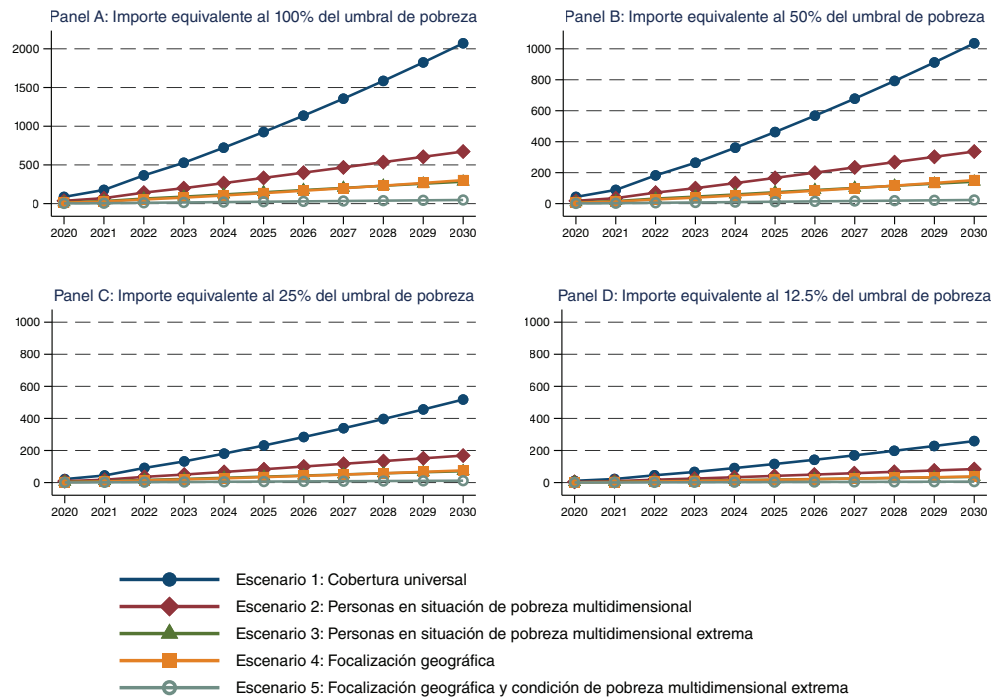 Panel A: Importe equivalente al 100% del umbral de pobreza
2000
1500
1000
500
0
2020 2021 2022 2023 2024 2025 2026 2027 2028 2029 2030
Panel B: Importe equivalente al 50% del umbral de pobreza
1000
800
600
400
200
0
2020 2021 2022 2023 2024 2025 2026 2027 2028 2029 2030
Panel C: Importe equivalente al 25% del umbral de pobreza
1000
800
600
400
200
0
2020 2021 2022 2023 2024 2025 2026 2027 2028 2029 2030
Panel D: Importe equivalente al 12.5% del umbral de pobreza
1000
800
600
400
200
0
2020 2021 2022 2023 2024 2025 2026 2027 2028 2029 2030
Escenario 1: Cobertura universal
Escenario 2: Personas en situación de pobreza multidimensional
Escenario 3: Personas en situación de pobreza multidimensional extrema
Escenario 4: Focalización geográfica
Escenario 5: Focalización geográfica y condición de pobreza multidimensional extrema